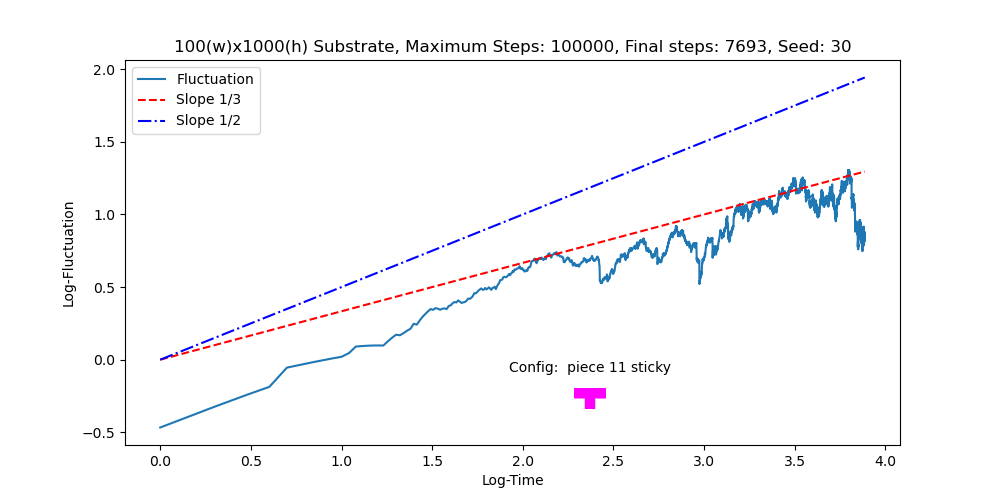 100(w)x1000(h) Substrate, Maximum Steps: 100000, Final steps: 7693, Seed: 30
Fluctuation
Slope 1/3
Slope 1/2
2.0
1.5
1.0
0.5
0.0
−0.5
Log-Fluctuation
Config:  piece 11 sticky
0.0 0.5 1.0 1.5 2.0 2.5 3.0 3.5 4.0
Log-Time